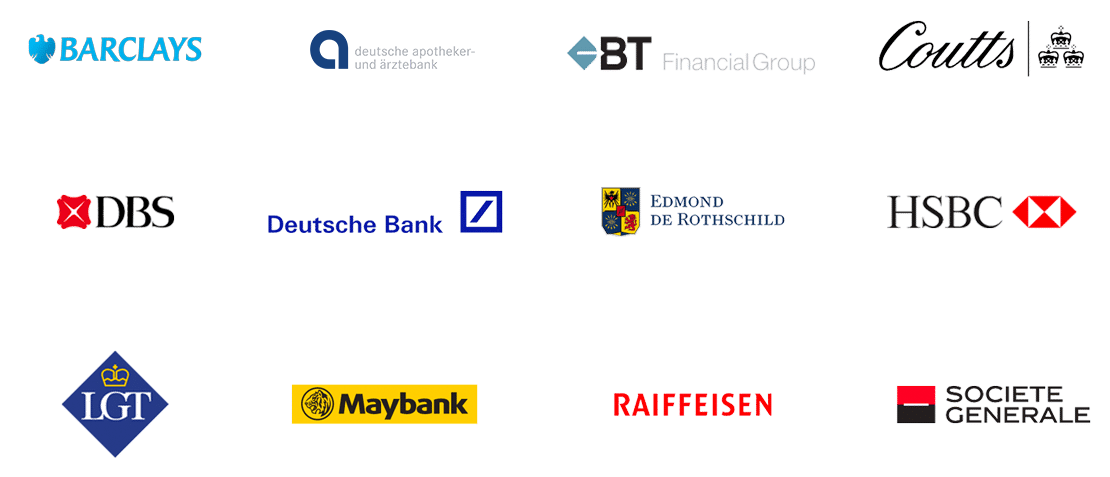 BARCLAYS
deutsche apotheker-
und ärztebank
BT Financial Group
Coutts
DBS
Deutsche Bank
EDMOND
DE ROTHSCHILD
HSBC
LGT
Maybank
RAIFFEISEN
SOCIETE
GENERALE